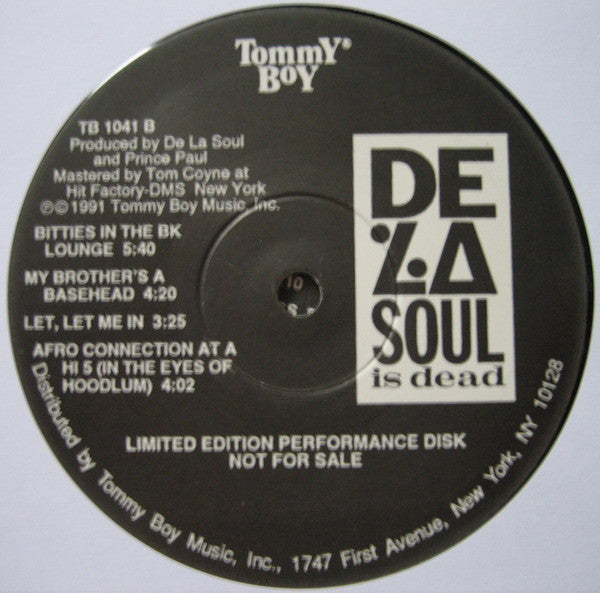 Tommy®
Boy
TB 1041 B
Produced by De La Soul
and Prince Paul
Mastered by Tom Coyne at
Hit Factory-DMS New York
℗© 1991 Tommy Boy Music, Inc.
BITTIES IN THE BK
LOUNGE 5:40
MY BROTHER'S A
BASEHEAD 4:20
LET, LET ME IN 3:25
AFRO CONNECTION AT A
HI 5 (IN THE EYES OF
HOODLUM) 4:02
DE
LA
SOUL
is dead
LIMITED EDITION PERFORMANCE DISK
NOT FOR SALE
Distributed by Tommy Boy Music, Inc., 1747 First Avenue, New York, NY 10128